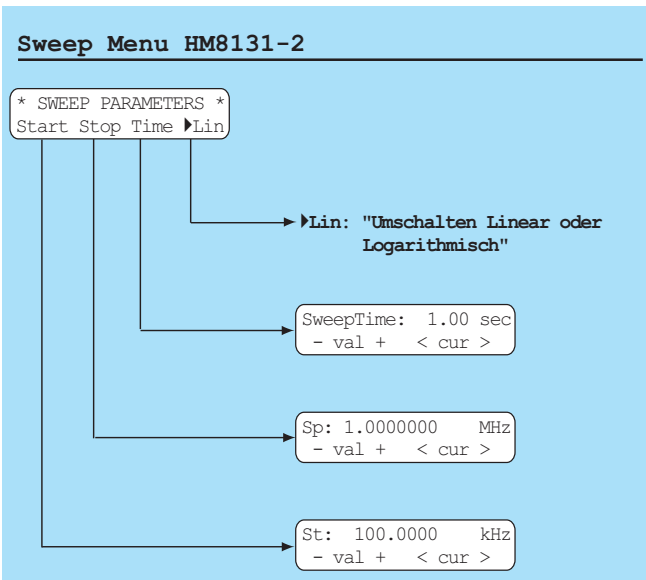 Sweep Menu HM8131-2
* SWEEP PARAMETERS *
Start Stop Time ▶Lin
▶Lin: "Umschalten Linear oder
Logarithmisch"
SweepTime: 1.00 sec
- val + < cur >
Sp: 1.0000000 MHz
- val + < cur >
St: 100.0000 kHz
- val + < cur >